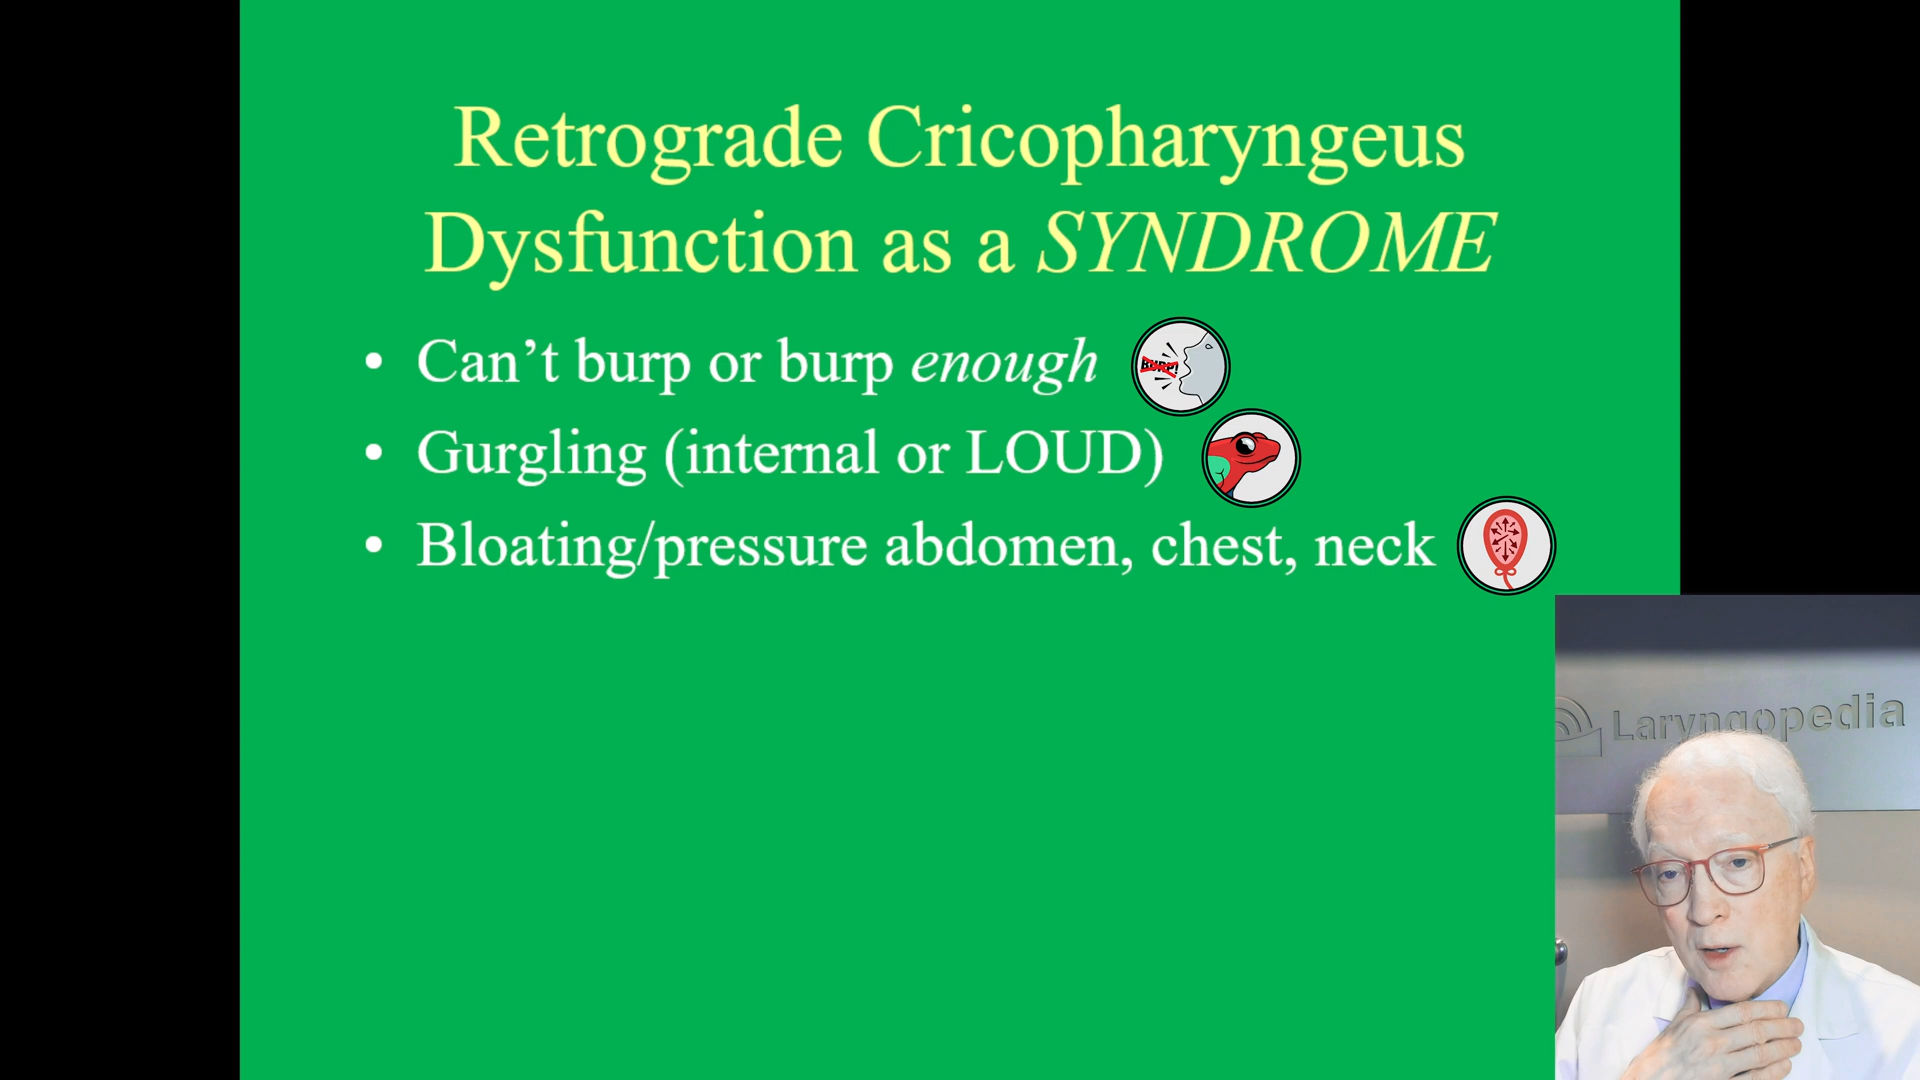 Retrograde Cricopharyngeus
Dysfunction as a SYNDROME
• Can’t burp or burp enough
BURP!
• Gurgling (internal or LOUD)
• Bloating/pressure abdomen, chest, neck
Laryngopedia